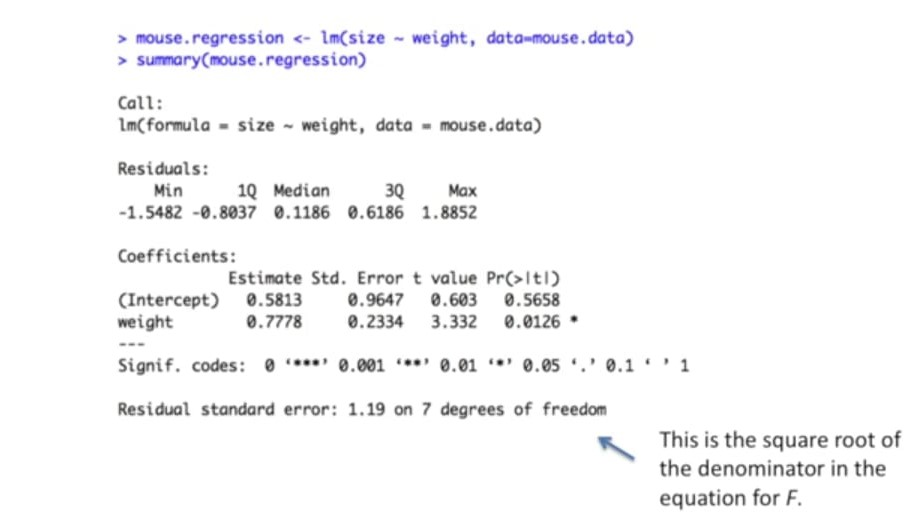 > mouse.regression <- lm(size ~ weight, data=mouse.data)
> summary(mouse.regression)
Call:
lm(formula = size ~ weight, data = mouse.data)
Residuals:
Min 1Q Median 3Q Max
-1.5482 -0.8037 0.1186 0.6186 1.8852
Coefficients:
Estimate Std. Error t value Pr(>|t|)
(Intercept) 0.5813 0.9647 0.603 0.5658
weight 0.7778 0.2334 3.332 0.0126 *
---
Signif. codes: 0 ‘***’ 0.001 ‘**’ 0.01 ‘*’ 0.05 ‘.’ 0.1 ‘ ’ 1
Residual standard error: 1.19 on 7 degrees of freedom
This is the square root of
the denominator in the
equation for F.